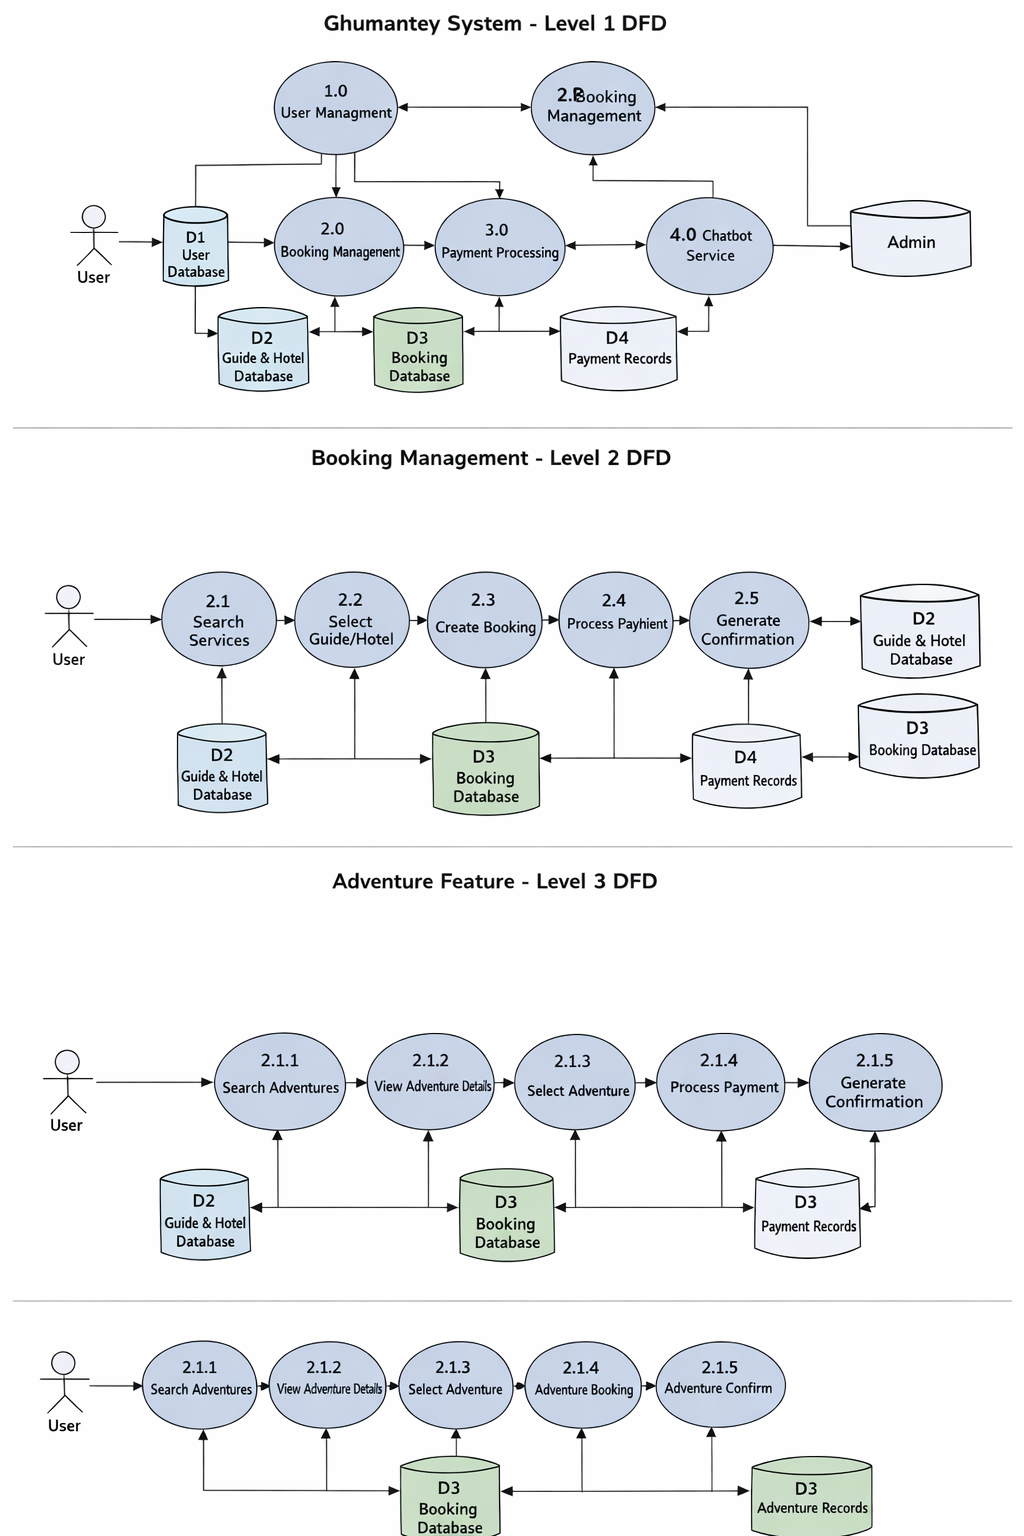 Ghumantey System - Level 1 DFD
1.0
User Managment
2.B Booking
Management
User
D1
User
Database
2.0
Booking Managenent
3.0
Payment Processing
4.0 Chatbot
Service
Admin
D2
Guide & Hotel
Database
D3
Booking
Database
D4
Payment Records
Booking Management - Level 2 DFD
User
2.1
Search
Services
2.2
Select
Guide/Hotel
2.3
Create Booking
2.4
Process Payhient
2.5
Generate
Confirmation
D2
Guide & Hotel
Database
D2
Guide & Hotel
Database
D3
Booking
Database
D4
Payment Records
D3
Booking Database
Adventure Feature - Level 3 DFD
User
2.1.1
Search Adventures
2.1.2
View Adventure Details
2.1.3
Select Adventure
2.1.4
Process Payment
2.1.5
Generate
Confirmation
D2
Guide & Hotel
Database
D3
Booking
Database
D3
Payment Records
User
2.1.1
Search Adventures
2.1.2
View Adventure Details
2.1.3
Select Adventure
2.1.4
Adventure Booking
2.1.5
Adventure Confirm
D3
Booking
Database
D3
Adventure Records